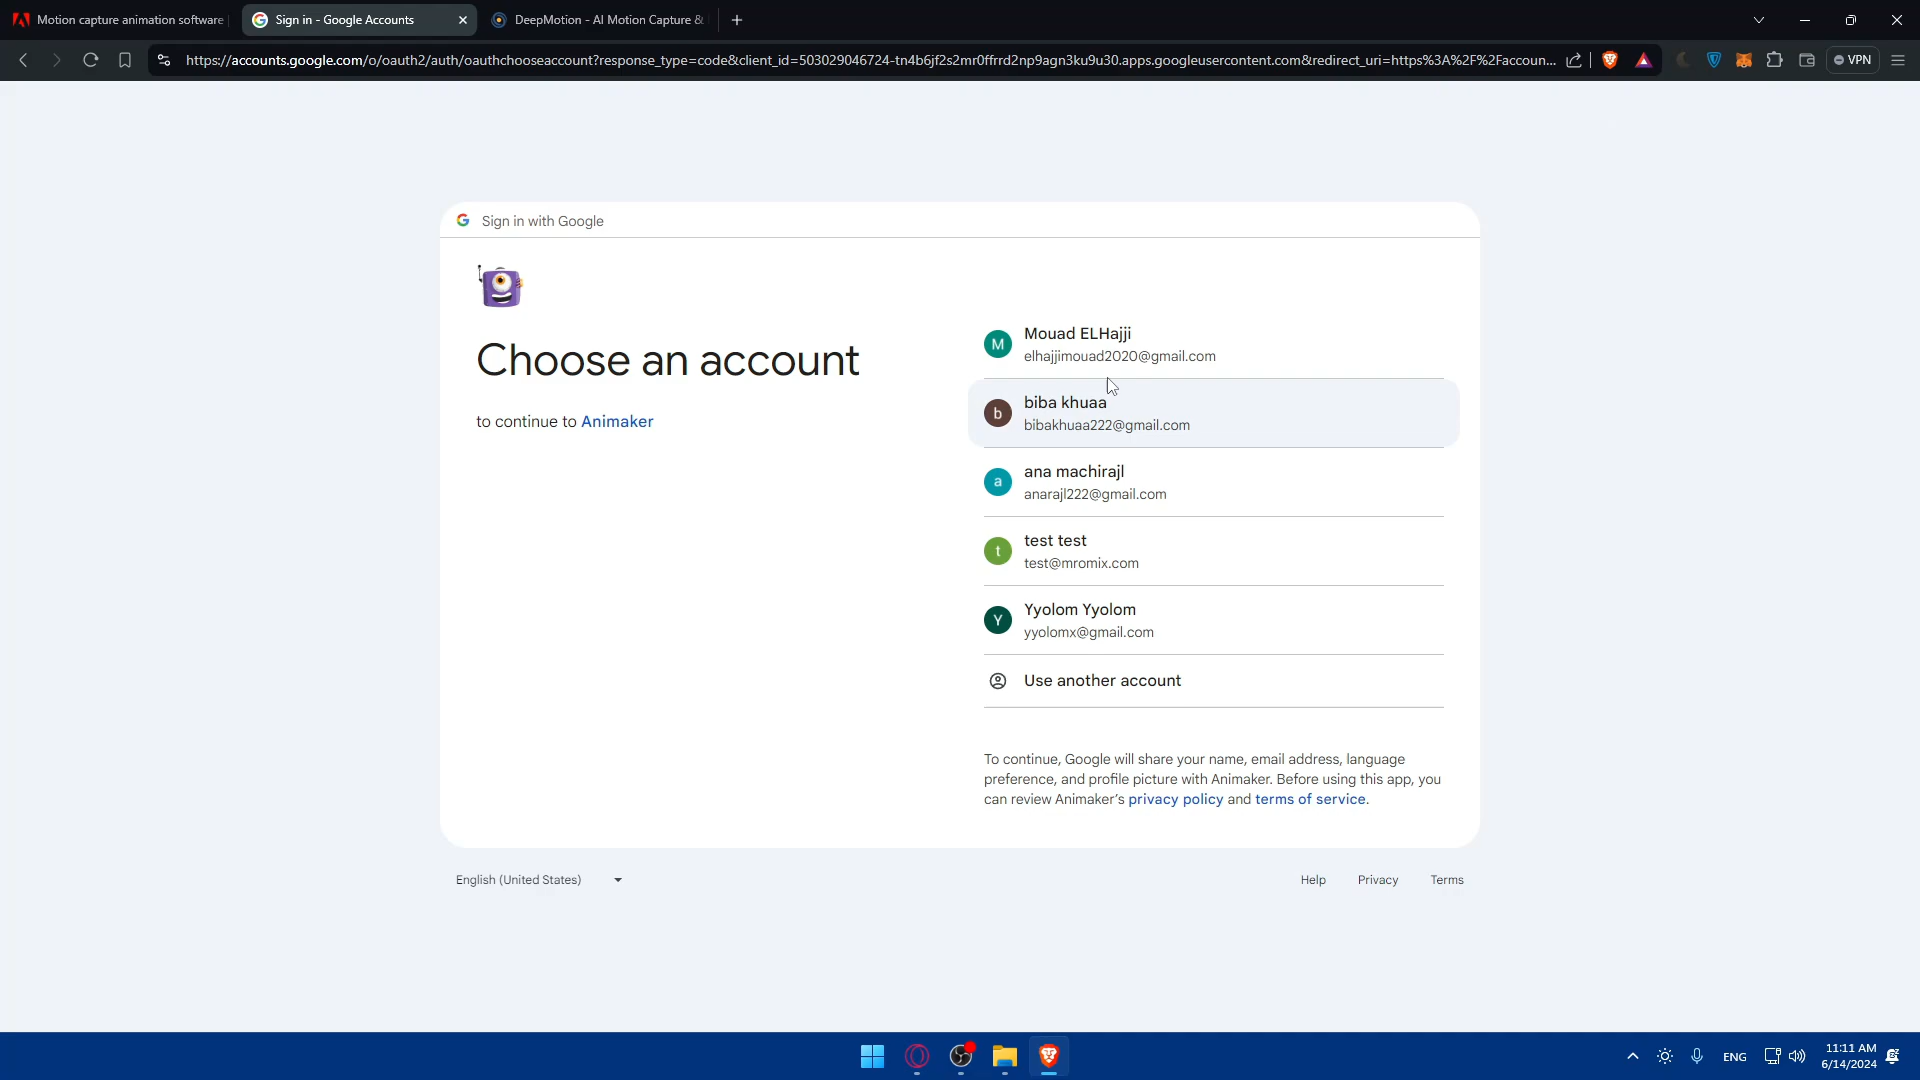 Motion capture animation software
Sign in - Google Accounts
DeepMotion - AI Motion Capture &
https://accounts.google.com/o/oauth2/auth/oauthchooseaccount?response_type=code&client_id=503029046724-tn4b6jf2s2mr0ffrrd2np9agn3ku9u30.apps.googleusercontent.com&redirect_uri=https%3A%2F%2Faccoun...
VPN
Sign in with Google
Choose an account
to continue to Animaker
M
Mouad ELHajji
elhajjimouad2020@gmail.com
b
biba khuaa
bibakhuaa222@gmail.com
a
ana machirajl
anarajl222@gmail.com
t
test test
test@mromix.com
Y
Yyolom Yyolom
yyolomx@gmail.com
Use another account
To continue, Google will share your name, email address, language
preference, and profile picture with Animaker. Before using this app, you
can review Animaker's privacy policy and terms of service.
English (United States)
Help
Privacy
Terms
ENG
11:11 AM
6/14/2024